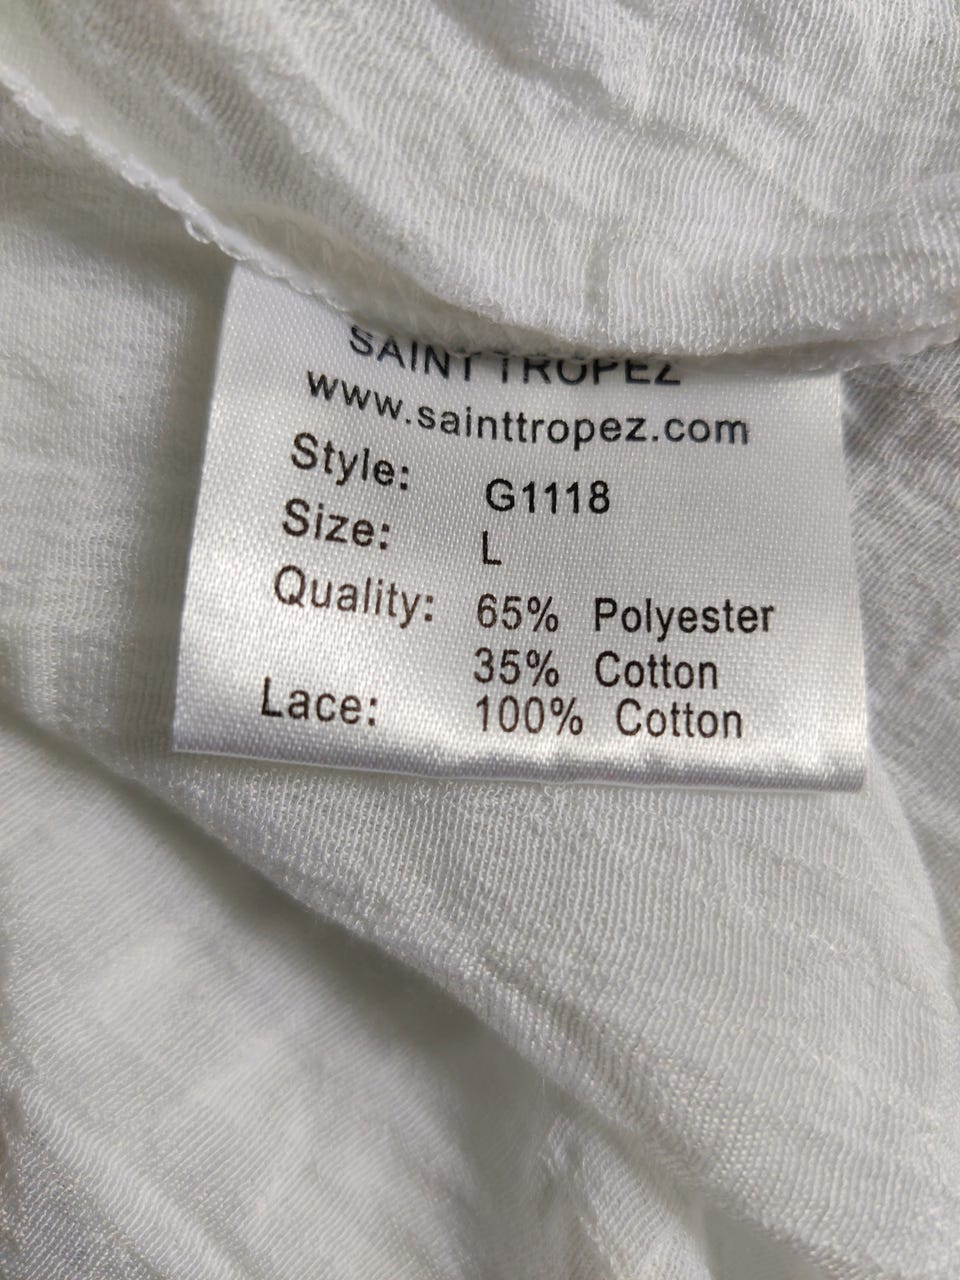 SAINT TROPEZ
www.sainttropez.com
Style: G1118
Size: L
Quality: 65% Polyester
35% Cotton
Lace: 100% Cotton